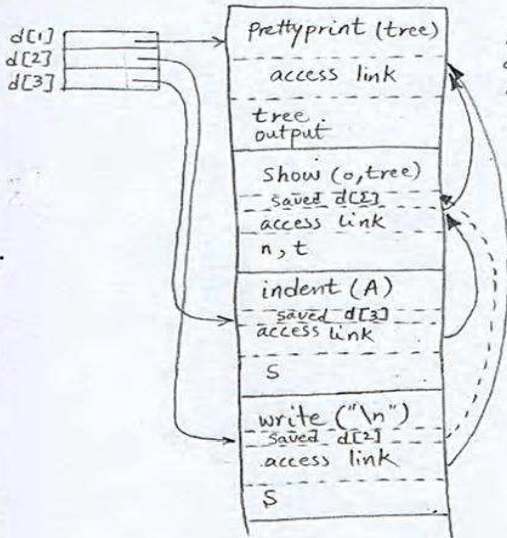 d[1]
d[2]
d[3]
Prettyprint (tree)
access link
tree
output
Show (0,tree)
saved d[2]
access link
n, t
indent (A)
saved d[3]
access link
S
write ("\n")
saved d[2]
access link
S